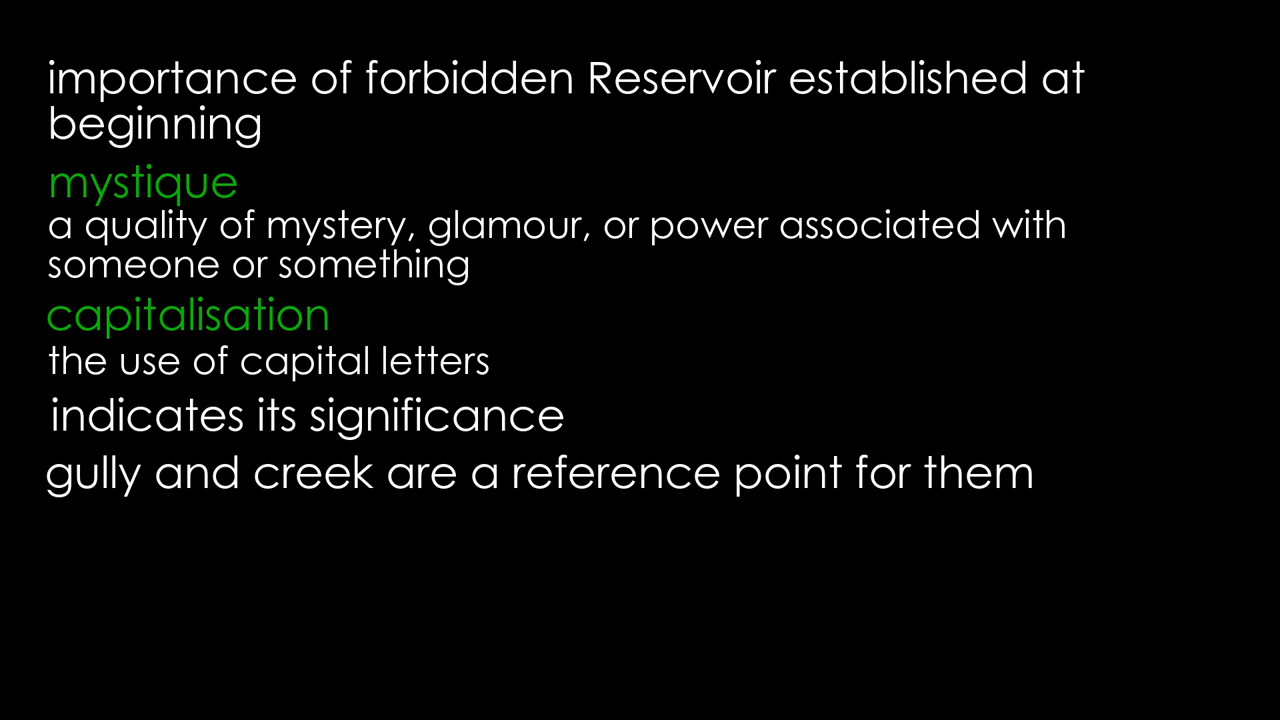 importance of forbidden Reservoir established at
beginning
mystique
a quality of mystery, glamour, or power associated with
someone or something
capitalisation
the use of capital letters
indicates its significance
gully and creek are a reference point for them